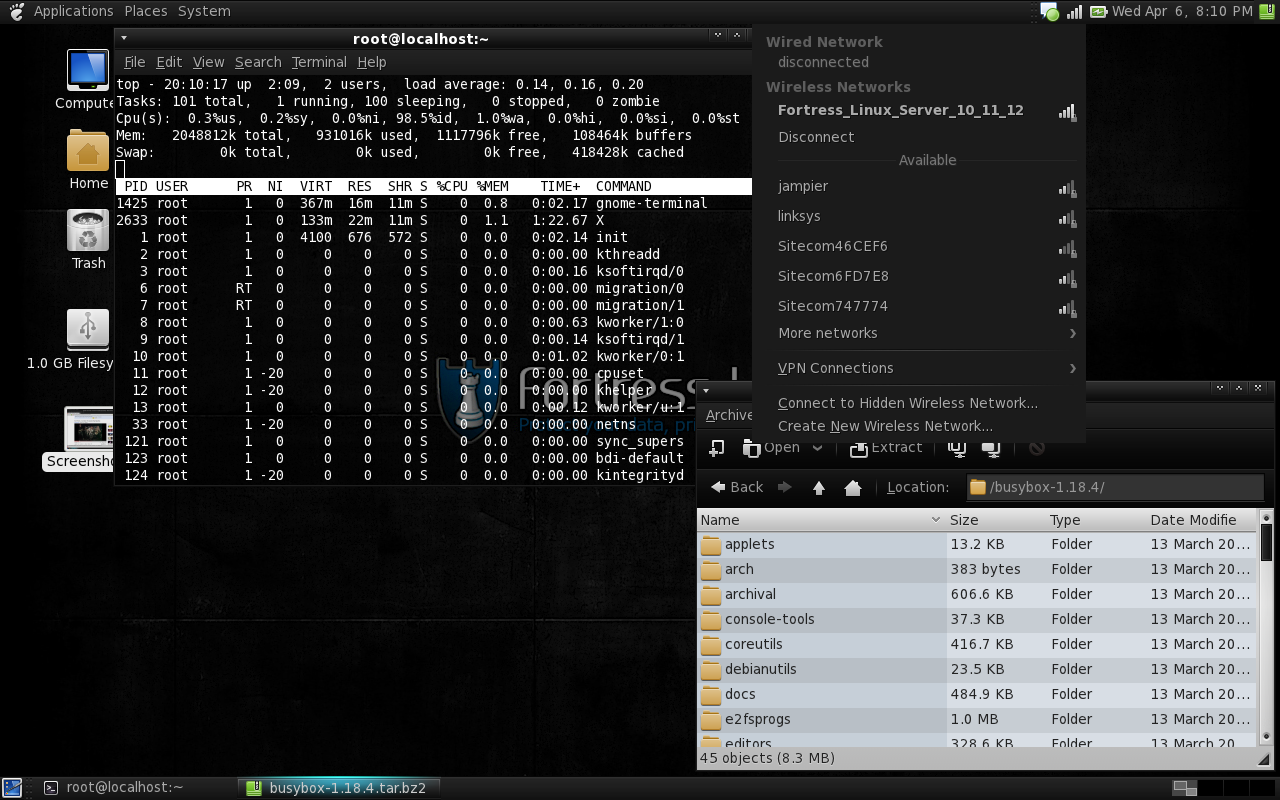 Applications Places System
Wed Apr 6, 8:10 PM
Computer
Home
Trash
1.0 GB Filesy
Screensho
root@localhost:~
File Edit View Search Terminal Help
top - 20:10:17 up 2:09, 2 users, load average: 0.14, 0.16, 0.20
Tasks: 101 total, 1 running, 100 sleeping, 0 stopped, 0 zombie
Cpu(s): 0.3%us, 0.2%sy, 0.0%ni, 98.5%id, 1.0%wa, 0.0%hi, 0.0%si, 0.0%st
Mem: 2048812k total, 931016k used, 1117796k free, 108464k buffers
Swap: 0k total, 0k used, 0k free, 418428k cached
PID USER PR NI VIRT RES SHR S %CPU %MEM TIME+ COMMAND
1425 root 1 0 367m 16m 11m S 0 0.8 0:02.17 gnome-terminal
2633 root 1 0 133m 22m 11m S 0 1.1 1:22.67 X
1 root 1 0 4100 676 572 S 0 0.0 0:02.14 init
2 root 1 0 0 0 0 S 0 0.0 0:00.00 kthreadd
3 root 1 0 0 0 0 S 0 0.0 0:00.16 ksoftirqd/0
6 root RT 0 0 0 0 S 0 0.0 0:00.00 migration/0
7 root RT 0 0 0 0 S 0 0.0 0:00.00 migration/1
8 root 1 0 0 0 0 S 0 0.0 0:00.63 kworker/1:0
9 root 1 0 0 0 0 S 0 0.0 0:00.14 ksoftirqd/1
10 root 1 0 0 0 0 S 0 0.0 0:01.02 kworker/0:1
11 root 1 -20 0 0 0 S 0 0.0 0:00.00 cpuset
12 root 1 -20 0 0 0 S 0 0.0 0:00.00 khelper
13 root 1 0 0 0 0 S 0 0.0 0:00.12 kworker/u:1
33 root 1 -20 0 0 0 S 0 0.0 0:00.00 netns
121 root 1 0 0 0 0 S 0 0.0 0:00.00 sync_supers
123 root 1 0 0 0 0 S 0 0.0 0:00.00 bdi-default
124 root 1 -20 0 0 0 S 0 0.0 0:00.00 kintegrityd
Fortress L
Wired Network
disconnected
Wireless Networks
Fortress_Linux_Server_10_11_12
Disconnect
Available
jampier
linksys
Sitecom46CEF6
Sitecom6FD7E8
Sitecom747774
More networks
VPN Connections
Connect to Hidden Wireless Network...
Create New Wireless Network...
Archive
Open Extract
Back Location: /busybox-1.18.4/
Name Size Type Date Modifie
applets 13.2 KB Folder 13 March 20...
arch 383 bytes Folder 13 March 20...
archival 606.6 KB Folder 13 March 20...
console-tools 37.3 KB Folder 13 March 20...
coreutils 416.7 KB Folder 13 March 20...
debianutils 23.5 KB Folder 13 March 20...
docs 484.9 KB Folder 13 March 20...
e2fsprogs 1.0 MB Folder 13 March 20...
editors 328.6 KB Folder 13 March 20...
45 objects (8.3 MB)
root@localhost:~
busybox-1.18.4.tar.bz2